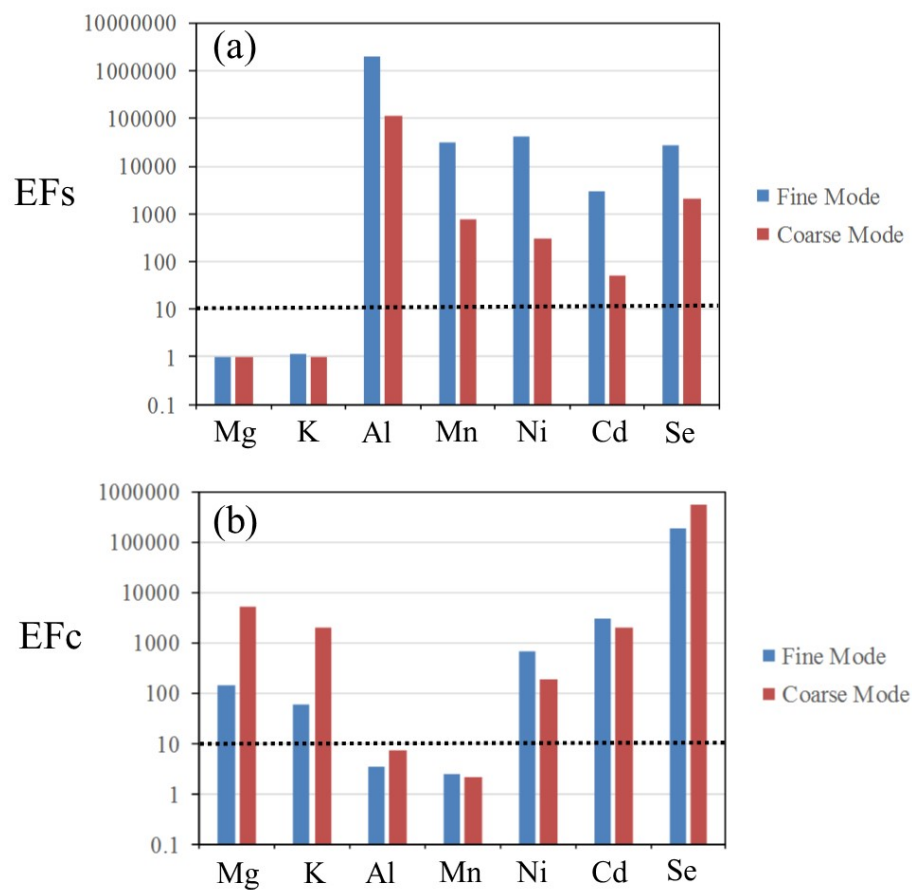 10000000
(a)
1000000
100000
10000
EFs
Fine Mode
1000
Coarse Mode
100
10
1
0.1
Mg K Al Mn Ni Cd Se
1000000
(b)
100000
10000
EFc
1000
Fine Mode
100
Coarse Mode
10
1
0.1
Mg K Al Mn Ni Cd Se